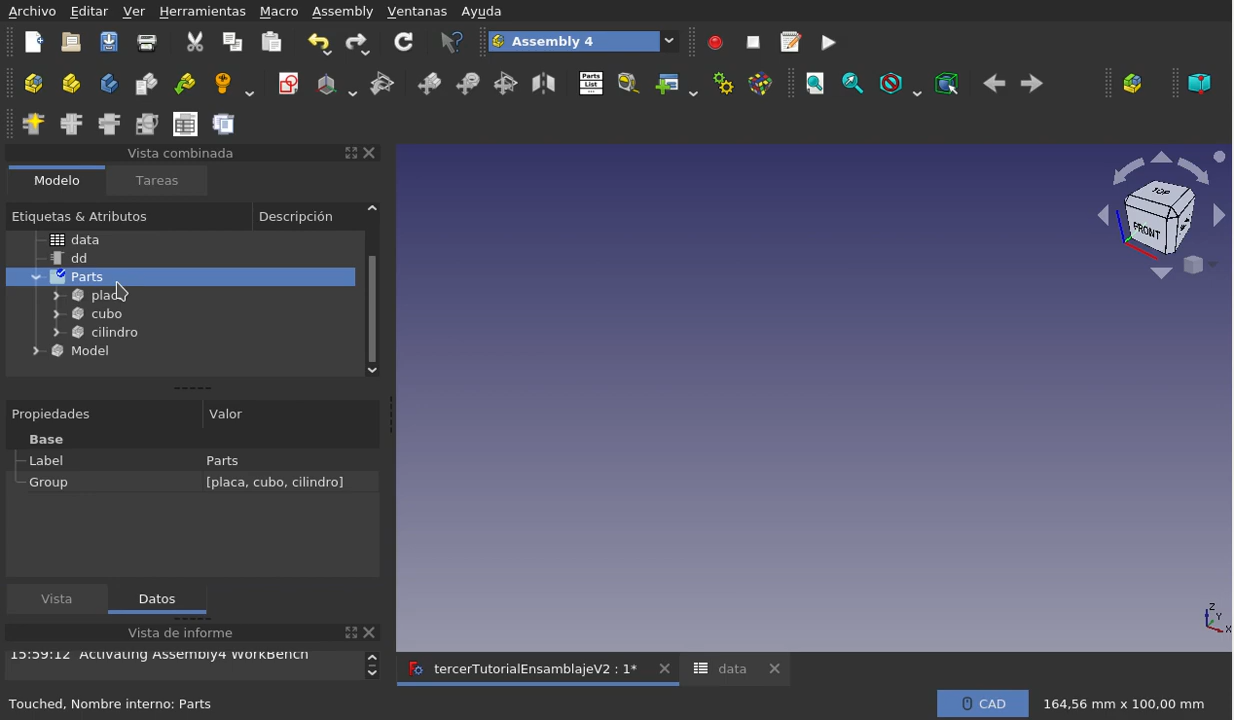 Archivo Editar Ver Herramientas Macro Assembly Ventanas Ayuda
Assembly 4
Parts
List
Vista combinada
Modelo Tareas
Etiquetas & Atributos Descripción
data
dd
Parts
cubo
cilindro
Model
Propiedades Valor
Base
Label Parts
Group [placa, cubo, cilindro]
Vista Datos
Vista de informe
15:59:12 Activating Assembly4 WorkBench
TOP
FRONT
Z
Y
X
tercerTutorialEnsamblajeV2 : 1* data
Touched, Nombre interno: Parts CAD 164,56 mm x 100,00 mm